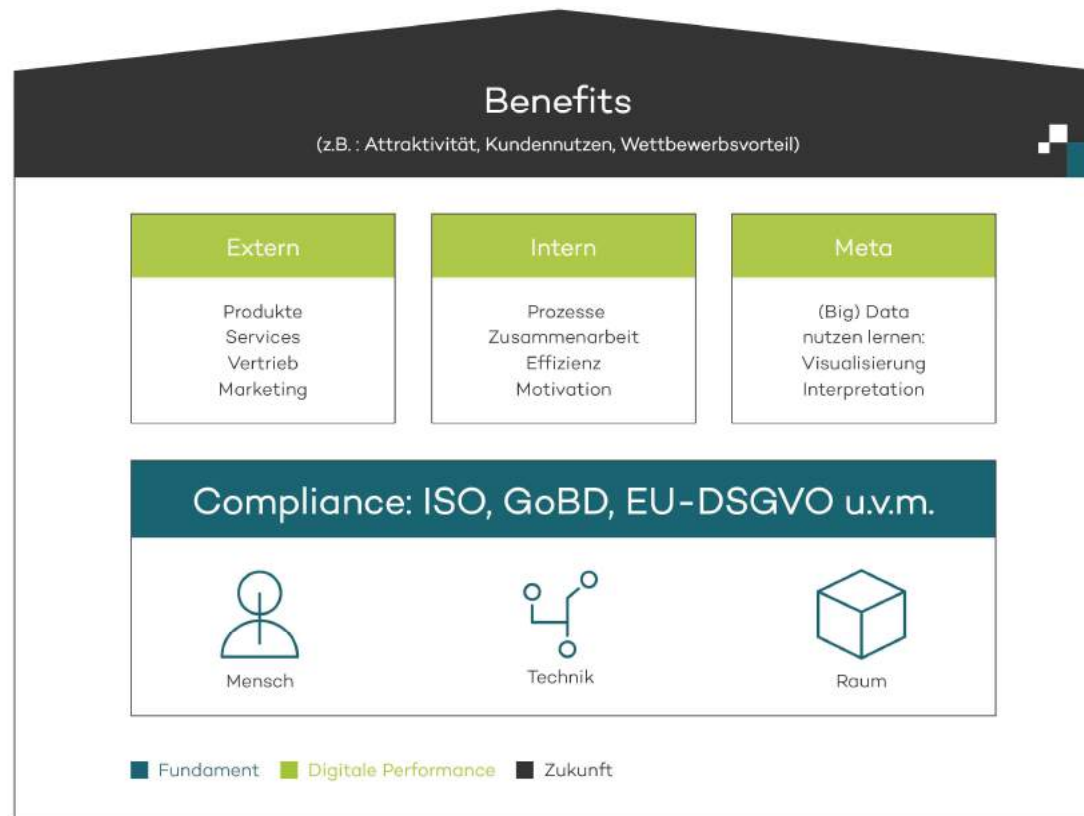 Benefits
(z.B. : Attraktivität, Kundennutzen, Wettbewerbsvorteil)
Extern
Produkte
Services
Vertrieb
Marketing
Intern
Prozesse
Zusammenarbeit
Effizienz
Motivation
Meta
(Big) Data
nutzen lernen:
Visualisierung
Interpretation
Compliance: ISO, GoBD, EU-DSGVO u.v.m.
Mensch
Technik
Raum
Fundament
Digitale Performance
Zukunft